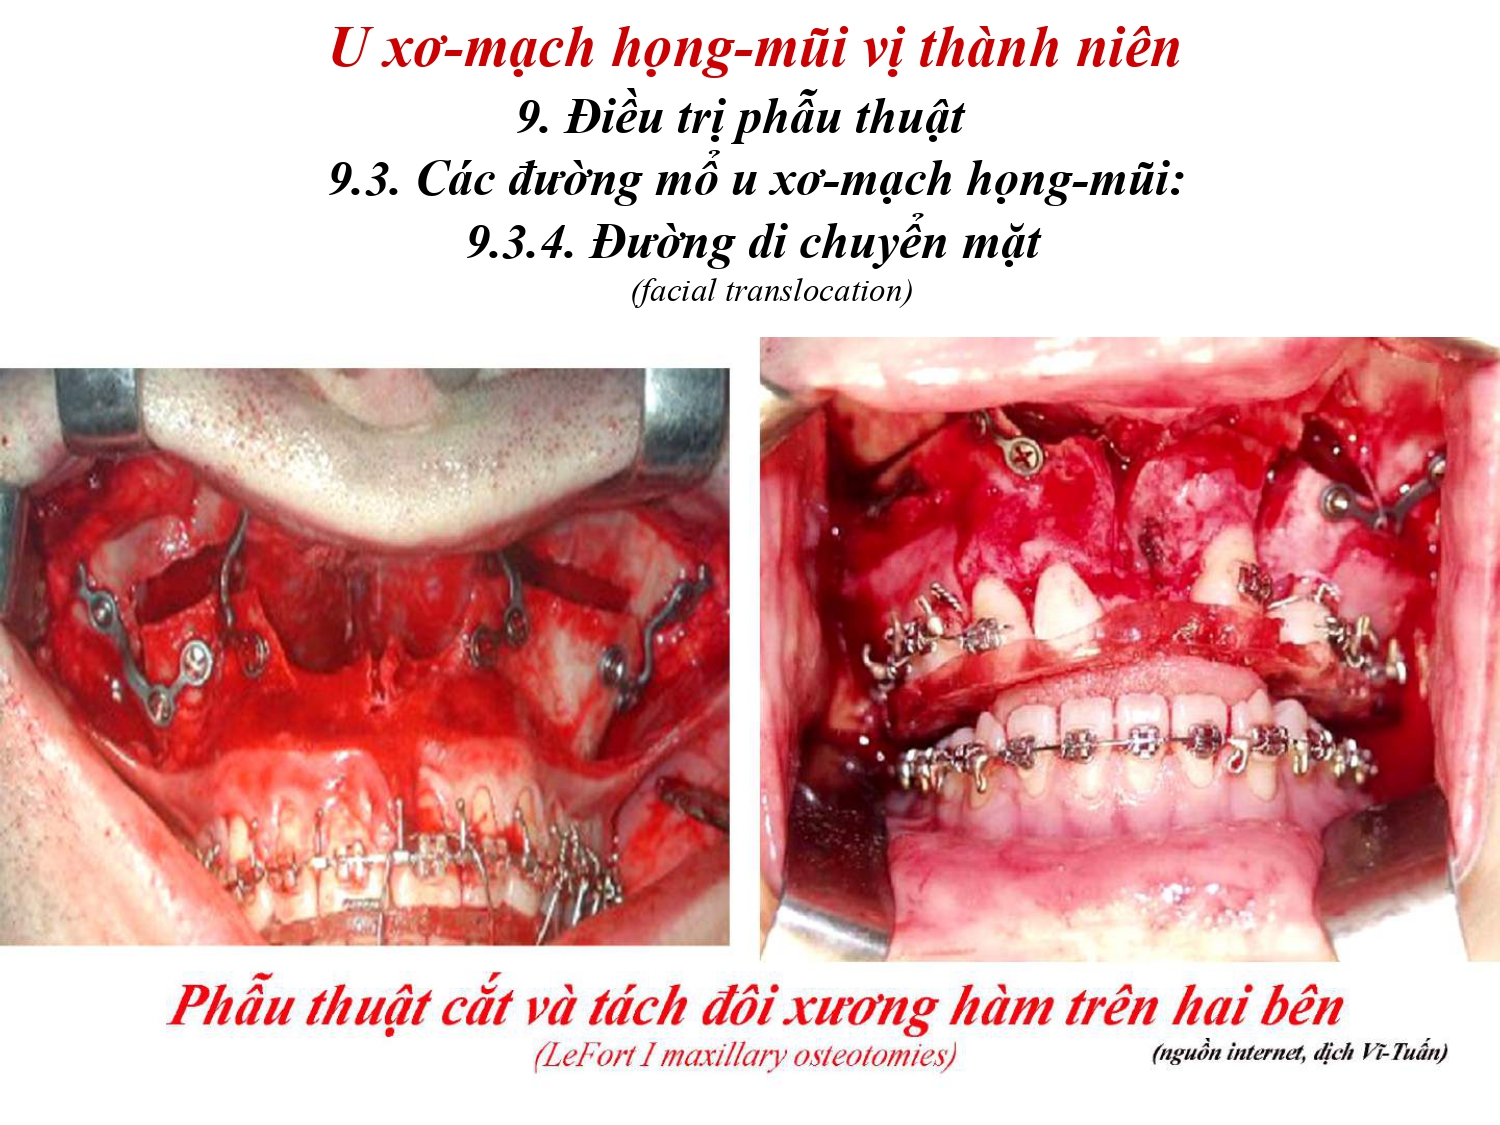 U xơ-mạch họng-mũi vị thành niên
9. Điều trị phẫu thuật
9.3. Các đường mổ u xơ-mạch họng-mũi:
9.3.4. Đường di chuyển mặt
(facial translocation)
Phẫu thuật cắt và tách đôi xương hàm trên hai bên
(LeFort I maxillary osteotomies)
(nguồn internet, dịch Vĩ-Tuấn)